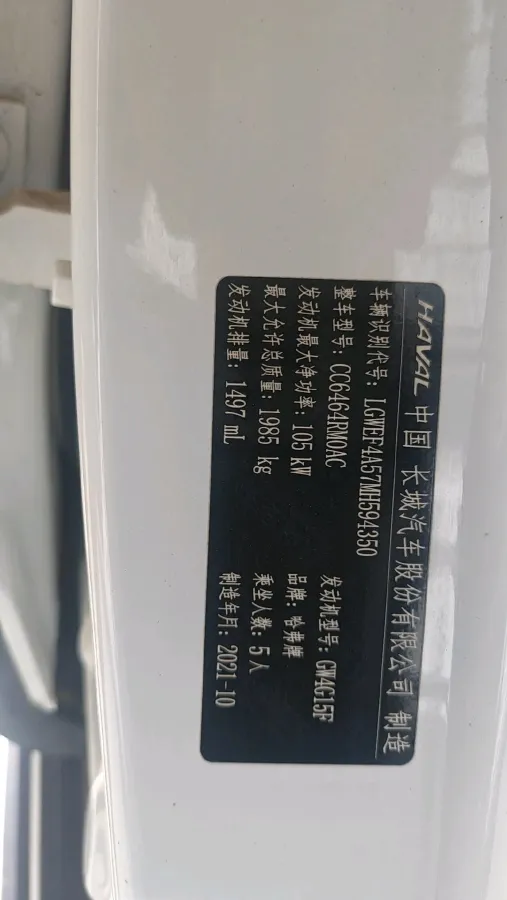 HAVAL 中国 长城汽车股份有限公司 制造
车辆识别代号：LGWEF4A57MH594350
整车型号：CC6464RM0AC 发动机型号：GW4G15F
发动机最大净功率：105 kW 品牌：哈弗牌
最大允许总质量：1985 kg 乘坐人数：5人
发动机排量：1497 mL 制造年月：2021-10